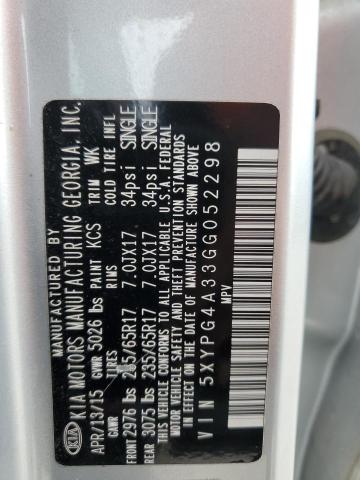 MANUFACTURED BY
KIA KIA MOTORS MANUFACTURING GEORGIA, INC.
APR/13/15 GVWR 5026 lbs PAINT KCS TRIM WK
GAWR TIRES RIMS COLD TIRE INFL
FRONT 2976 lbs 235/65R17 7.0JX17 34psi SINGLE
REAR 3075 lbs 235/65R17 7.0JX17 34psi SINGLE
THIS VEHICLE CONFORMS TO ALL APPLICABLE U.S.A FEDERAL
MOTOR VEHICLE SAFETY AND THEFT PREVENTION STANDARDS
IN EFFECT ON THE DATE OF MANUFACTURE SHOWN ABOVE.
VIN 5XYPG4A33GG052298
MPV